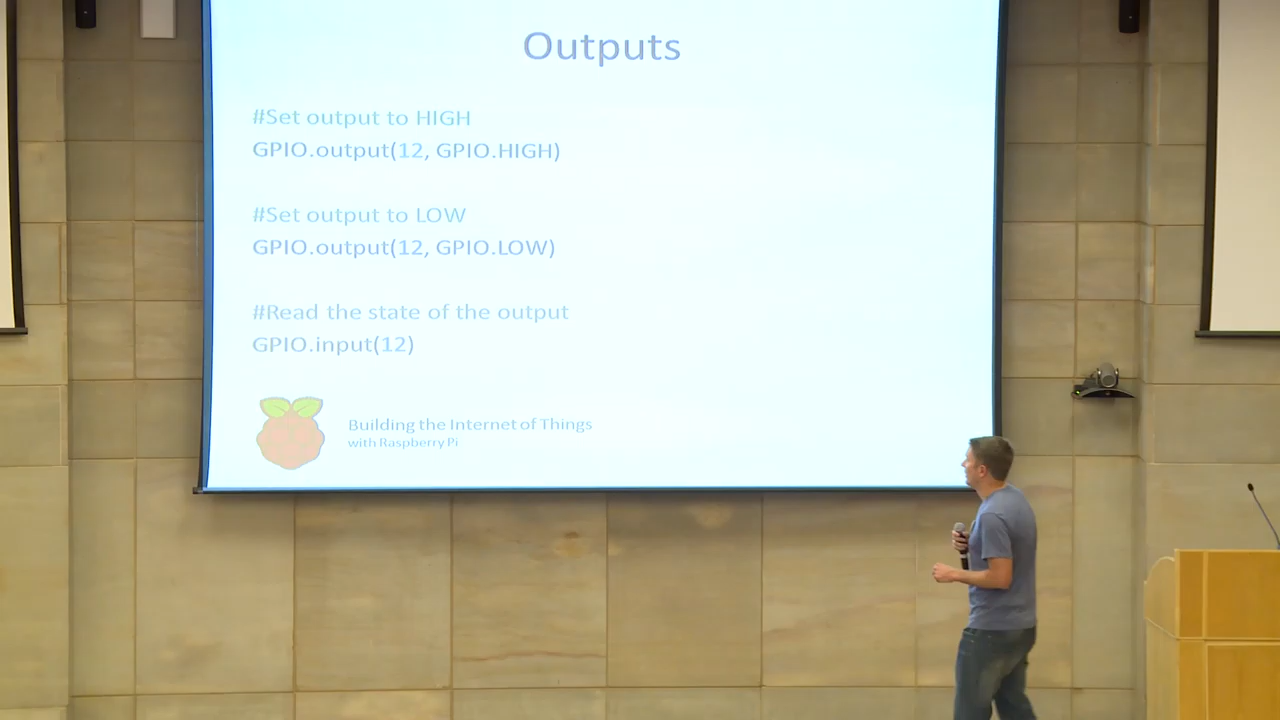 Outputs
#Set output to HIGH
GPIO.output(12, GPIO.HIGH)
#Set output to LOW
GPIO.output(12, GPIO.LOW)
#Read the state of the output
GPIO.input(12)
Building the Internet of Things
with Raspberry Pi